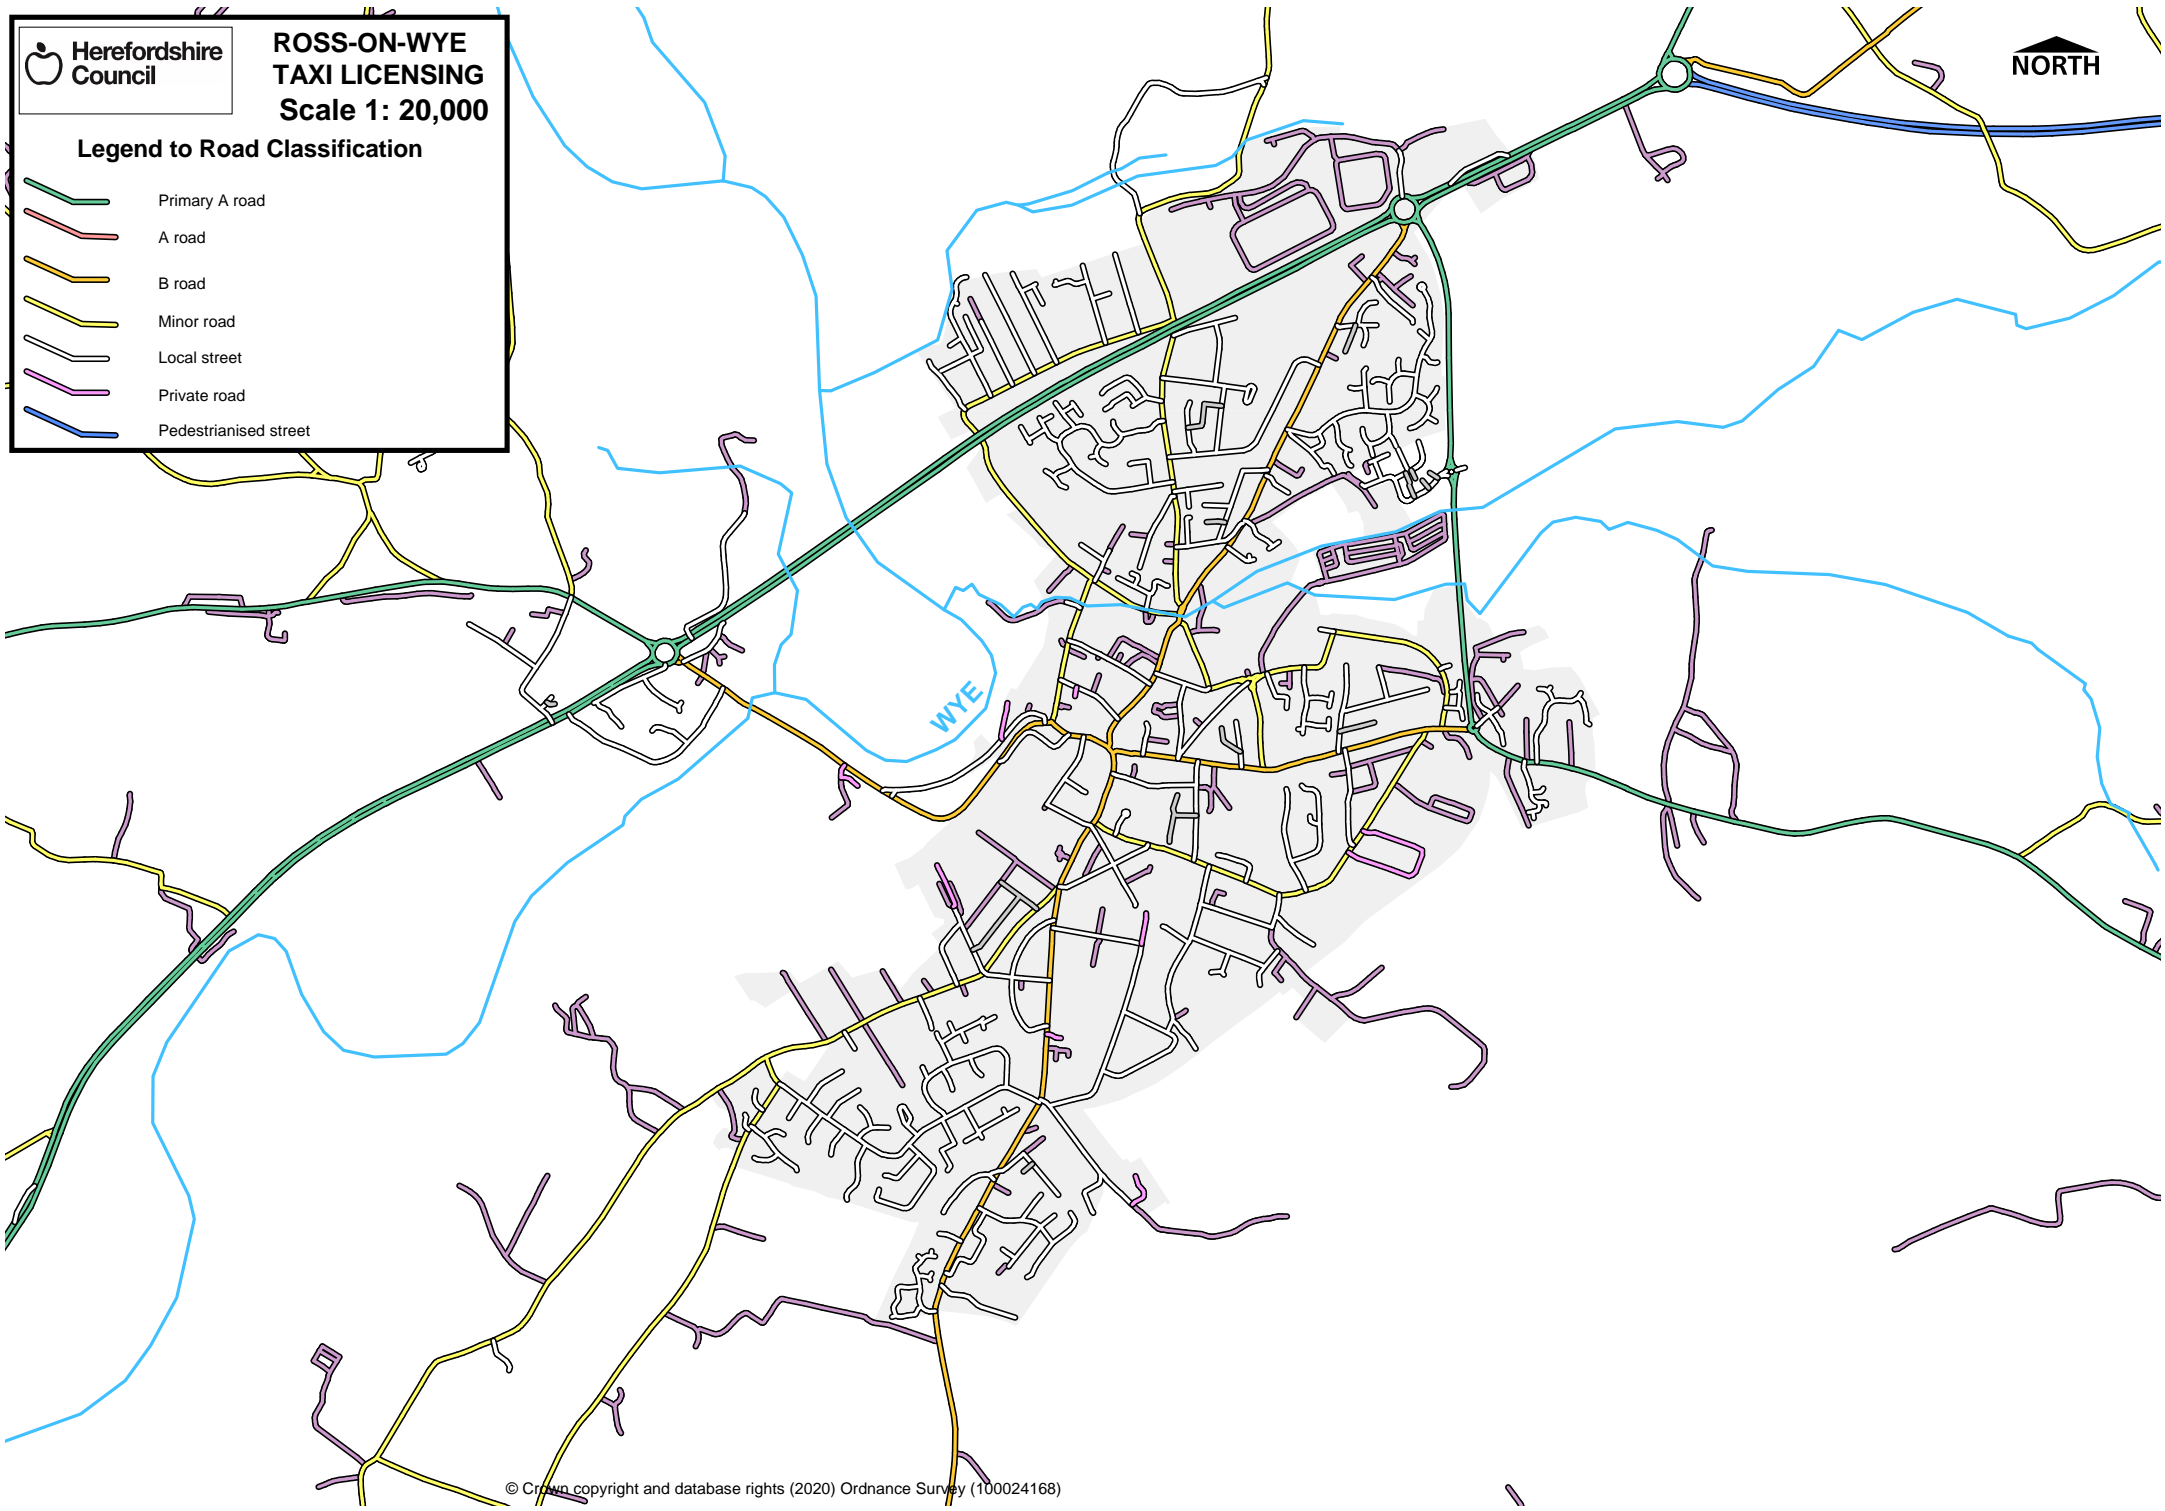 Herefordshire
Council
ROSS-ON-WYE
TAXI LICENSING
Scale 1: 20,000
Legend to Road Classification
Primary A road
A road
B road
Minor road
Local street
Private road
Pedestrianised street
NORTH
WYE
© Crown copyright and database rights (2020) Ordnance Survey (100024168)